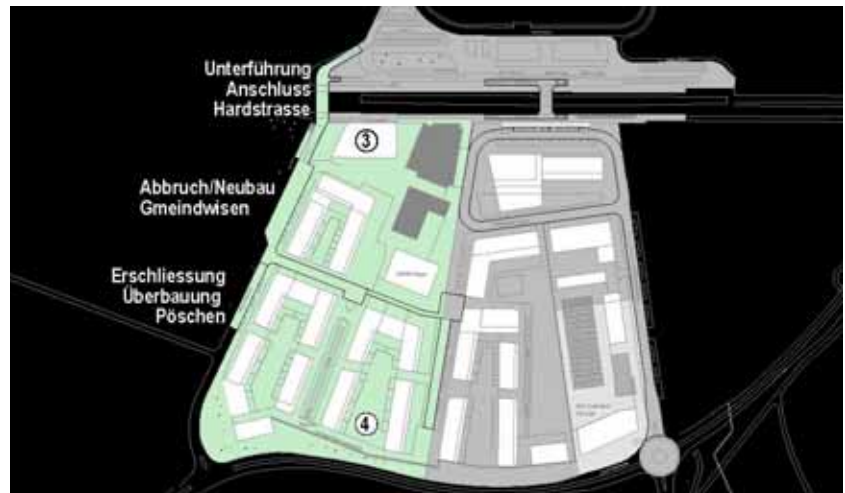 Unterführung
Anschluss
Hardstrasse
3
Abbruch/Neubau
Gmeindwisen
Erschliessung
Überbauung
Pöschen
4